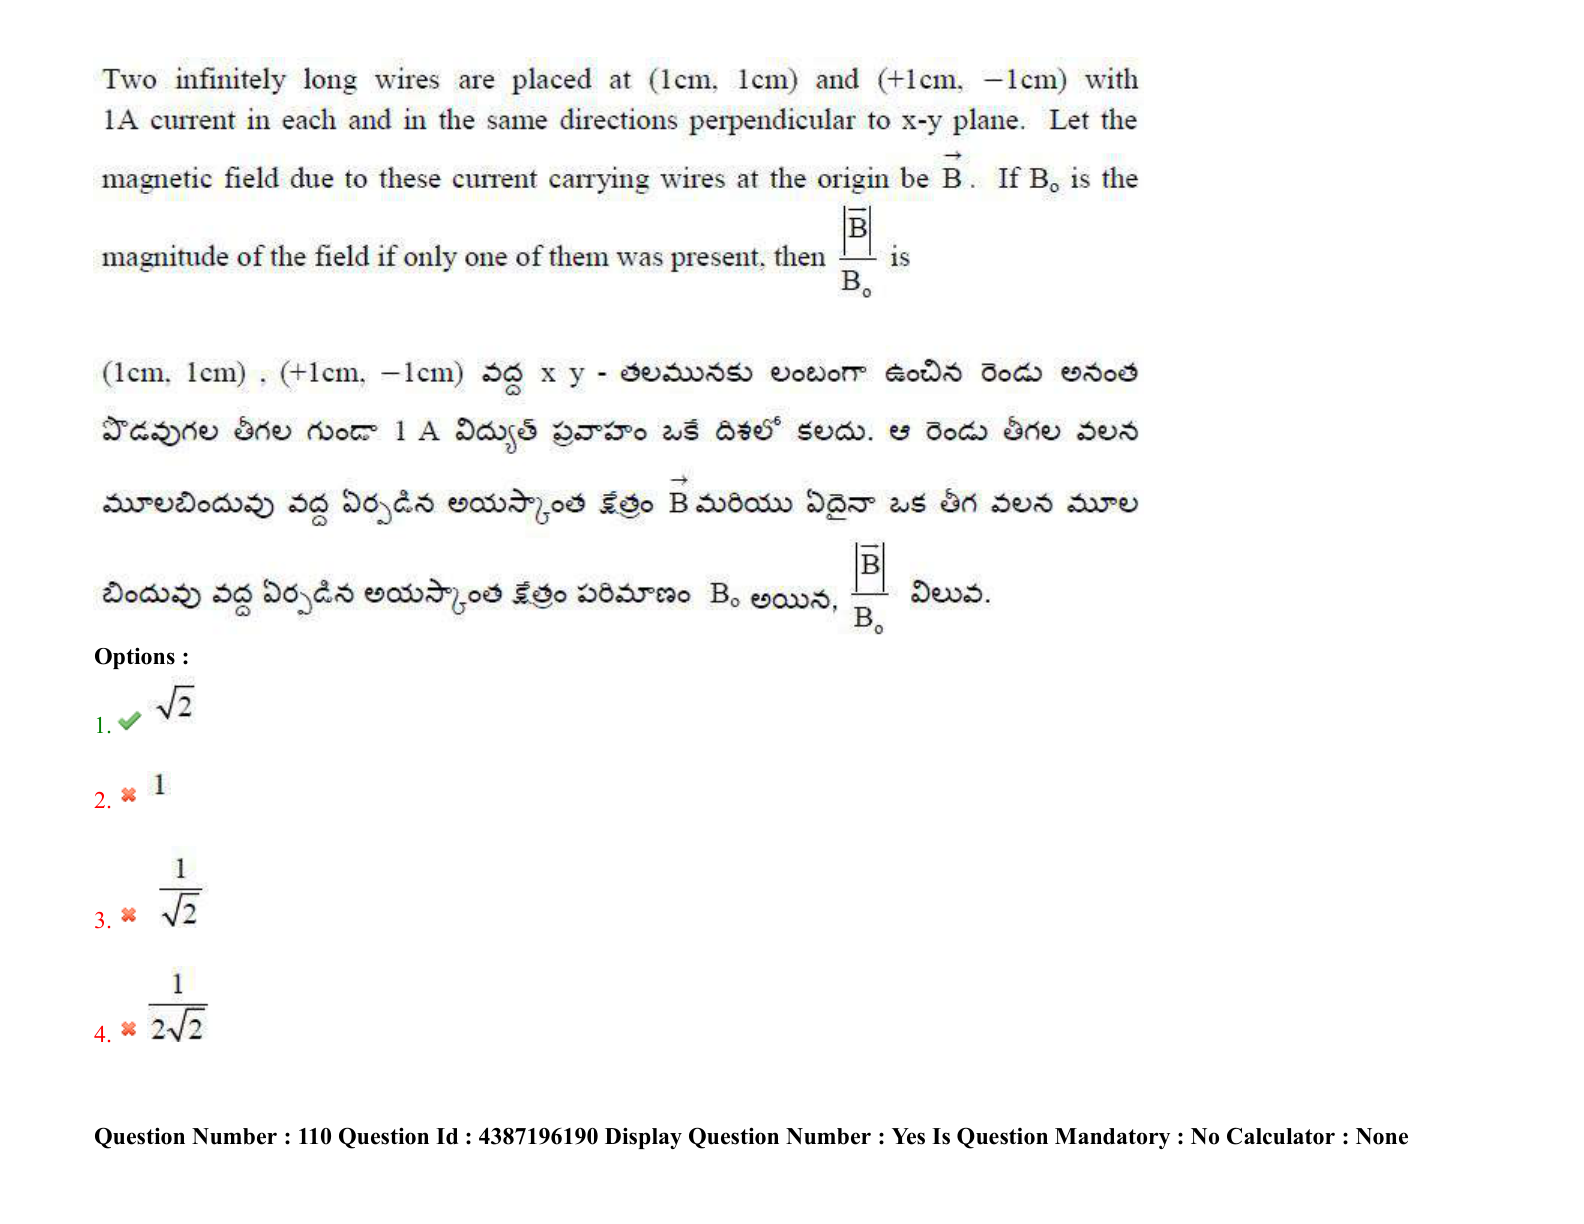 Two infinitely long wires are placed at (1cm, 1cm) and (+1cm, −1cm) with
1A current in each and in the same directions perpendicular to x-y plane. Let the
magnetic field due to these current carrying wires at the origin be $\vec{B}$. If B₀ is the
magnitude of the field if only one of them was present, then $\frac{|\vec{B}|}{B_o}$ is
(1cm, 1cm) , (+1cm, −1cm) వద్ద x y - తలమునకు లంబంగా ఉంచిన రెండు అనంత
పొడవుగల తీగల గుండా 1 A విద్యుత్ ప్రవాహం ఒకే దిశలో కలదు. ఆ రెండు తీగల వలన
మూలబిందువు వద్ద ఏర్పడిన అయస్కాంత క్షేత్రం $\vec{B}$ మరియు ఏదైనా ఒక తీగ వలన మూల
బిందువు వద్ద ఏర్పడిన అయస్కాంత క్షేత్రం పరిమాణం B₀ అయిన, $\frac{|\vec{B}|}{B_o}$ విలువ.
Options :
1. √2
2. 1
3. $\frac{1}{\sqrt{2}}$
4. $\frac{1}{2\sqrt{2}}$
Question Number : 110 Question Id : 4387196190 Display Question Number : Yes Is Question Mandatory : No Calculator : None